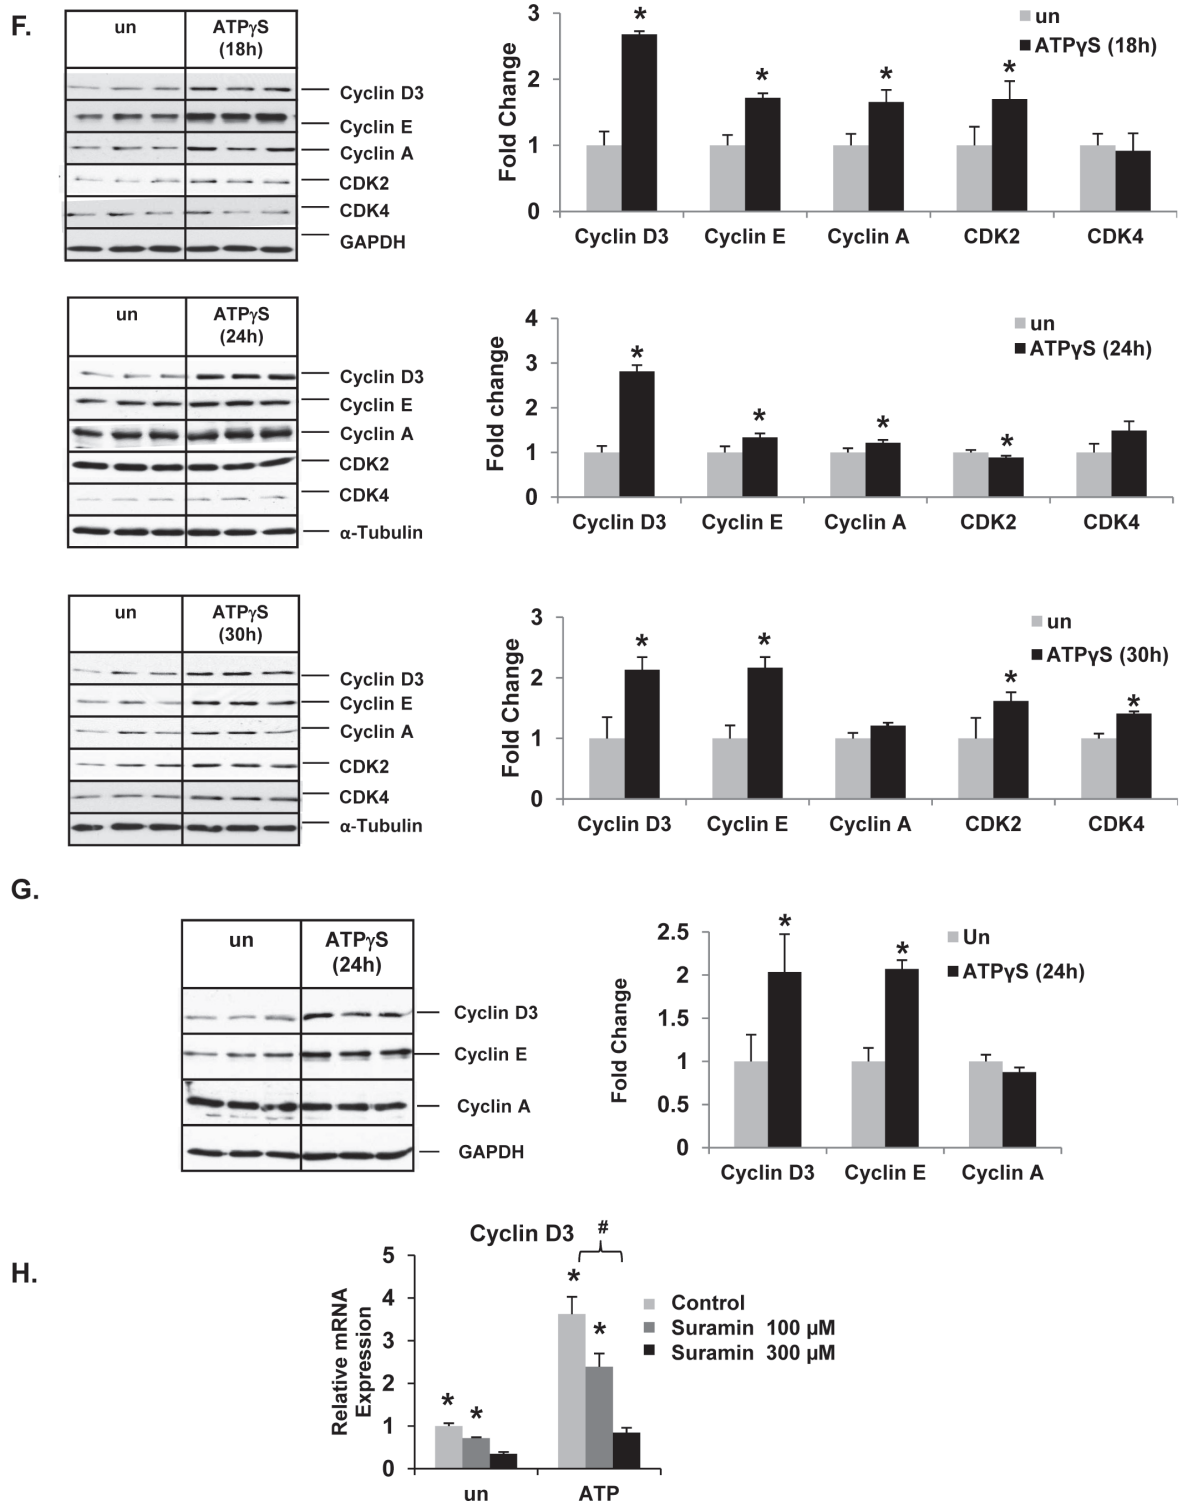 F.
un
ATPγS
(18h)
Cyclin D3
Cyclin E
Cyclin A
CDK2
CDK4
GAPDH
Fold Change
3
2
1
0
*
*
*
*
un
ATPγS (18h)
Cyclin D3
Cyclin E
Cyclin A
CDK2
CDK4
un
ATPγS
(24h)
Cyclin D3
Cyclin E
Cyclin A
CDK2
CDK4
α-Tubulin
Fold change
4
3
2
1
0
*
*
*
*
un
ATPγS (24h)
Cyclin D3
Cyclin E
Cyclin A
CDK2
CDK4
un
ATPγS
(30h)
Cyclin D3
Cyclin E
Cyclin A
CDK2
CDK4
α-Tubulin
Fold Change
3
2
1
0
*
*
*
*
un
ATPγS (30h)
Cyclin D3
Cyclin E
Cyclin A
CDK2
CDK4
G.
un
ATPγS
(24h)
Cyclin D3
Cyclin E
Cyclin A
GAPDH
Fold Change
2.5
2
1.5
1
0.5
0
*
*
Un
ATPγS (24h)
Cyclin D3
Cyclin E
Cyclin A
H.
Cyclin D3
#
Relative mRNA
Expression
5
4
3
2
1
0
*
*
*
*
Control
Suramin 100 μM
Suramin 300 μM
un
ATP